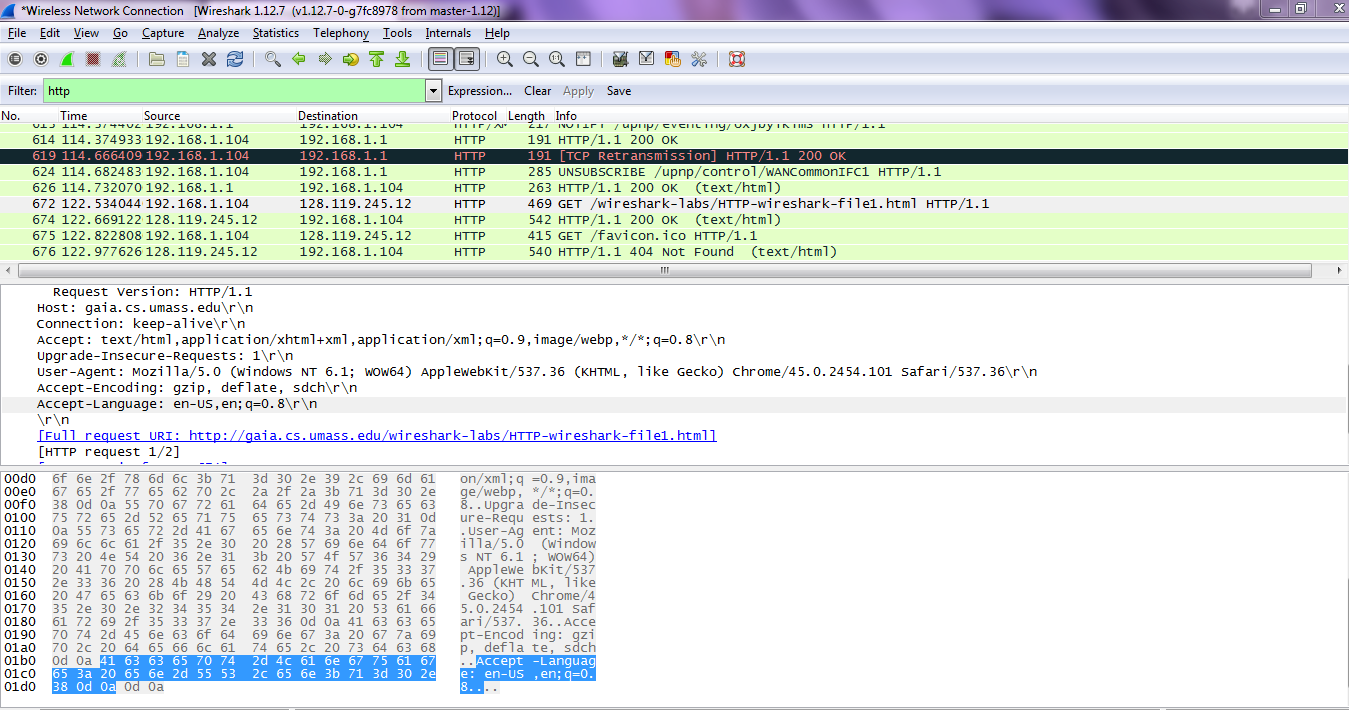 *Wireless Network Connection [Wireshark 1.12.7 (v1.12.7-0-g7fc8978 from master-1.12)]
File Edit View Go Capture Analyze Statistics Telephony Tools Internals Help
Filter: http Expression... Clear Apply Save
No. Time Source Destination Protocol Length Info
614 114.374933 192.168.1.104 192.168.1.1 HTTP 191 HTTP/1.1 200 OK
619 114.666409 192.168.1.104 192.168.1.1 HTTP 191 [TCP Retransmission] HTTP/1.1 200 OK
624 114.682483 192.168.1.104 192.168.1.1 HTTP 285 UNSUBSCRIBE /upnp/control/WANCommonIFC1 HTTP/1.1
626 114.732070 192.168.1.1 192.168.1.104 HTTP 263 HTTP/1.1 200 OK (text/html)
672 122.534044 192.168.1.104 128.119.245.12 HTTP 469 GET /wireshark-labs/HTTP-wireshark-file1.html HTTP/1.1
674 122.669122 128.119.245.12 192.168.1.104 HTTP 542 HTTP/1.1 200 OK (text/html)
675 122.822808 192.168.1.104 128.119.245.12 HTTP 415 GET /favicon.ico HTTP/1.1
676 122.977626 128.119.245.12 192.168.1.104 HTTP 540 HTTP/1.1 404 Not Found (text/html)
Request Version: HTTP/1.1
Host: gaia.cs.umass.edu\r\n
Connection: keep-alive\r\n
Accept: text/html,application/xhtml+xml,application/xml;q=0.9,image/webp,*/*;q=0.8\r\n
Upgrade-Insecure-Requests: 1\r\n
User-Agent: Mozilla/5.0 (Windows NT 6.1; WOW64) AppleWebKit/537.36 (KHTML, like Gecko) Chrome/45.0.2454.101 Safari/537.36\r\n
Accept-Encoding: gzip, deflate, sdch\r\n
Accept-Language: en-US,en;q=0.8\r\n
\r\n
[Full request URI: http://gaia.cs.umass.edu/wireshark-labs/HTTP-wireshark-file1.html]
[HTTP request 1/2]
00d0 6f 6e 2f 78 6d 6c 3b 71 3d 30 2e 39 2c 69 6d 61 on/xml;q =0.9,ima
00e0 67 65 2f 77 65 62 70 2c 2a 2f 2a 3b 71 3d 30 2e ge/webp, */*;q=0.
00f0 38 0d 0a 55 70 67 72 61 64 65 2d 49 6e 73 65 63 8..Upgra de-Insec
0100 75 72 65 2d 52 65 71 75 65 73 74 73 3a 20 31 0d ure-Requ ests: 1.
0110 0a 55 73 65 72 2d 41 67 65 6e 74 3a 20 4d 6f 7a .User-Ag ent: Moz
0120 69 6c 6c 61 2f 35 2e 30 20 28 57 69 6e 64 6f 77 illa/5.0 (Window
0130 73 20 4e 54 20 36 2e 31 3b 20 57 4f 57 36 34 29 s NT 6.1 ; WOW64)
0140 20 41 70 70 6c 65 57 65 62 4b 69 74 2f 35 33 37 AppleWe bKit/537
0150 2e 33 36 20 28 4b 48 54 4d 4c 2c 20 6c 69 6b 65 .36 (KHT ML, like
0160 20 47 65 63 6b 6f 29 20 43 68 72 6f 6d 65 2f 34 Gecko) Chrome/4
0170 35 2e 30 2e 32 34 35 34 2e 31 30 31 20 53 61 66 5.0.2454 .101 Saf
0180 61 72 69 2f 35 33 37 2e 33 36 0d 0a 41 63 63 65 ari/537. 36..Acce
0190 70 74 2d 45 6e 63 6f 64 69 6e 67 3a 20 67 7a 69 pt-Encod ing: gzi
01a0 70 2c 20 64 65 66 6c 61 74 65 2c 20 73 64 63 68 p, defla te, sdch
01b0 0d 0a 41 63 63 65 70 74 2d 4c 61 6e 67 75 61 67 ..Accept -Languag
01c0 65 3a 20 65 6e 2d 55 53 2c 65 6e 3b 71 3d 30 2e e: en-US ,en;q=0.
01d0 38 0d 0a 0d 0a 8....